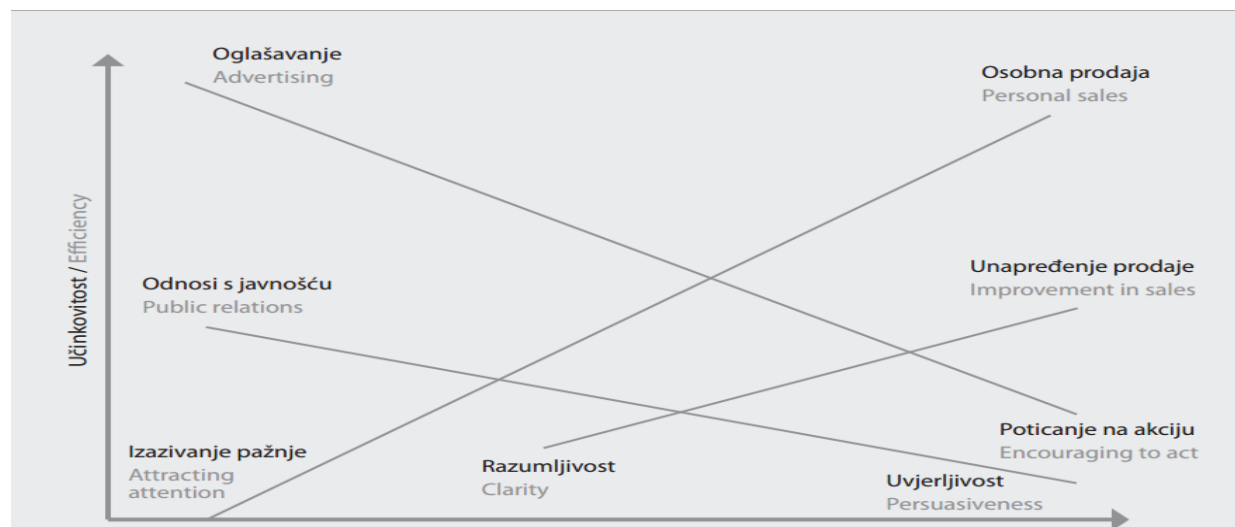 Oglašavanje
Advertising
Osobna prodaja
Personal sales
Učinkovitost / Efficiency
Odnosi s javnošću
Public relations
Unapređenje prodaje
Improvement in sales
Izazivanje pažnje
Attracting
attention
Razumljivost
Clarity
Poticanje na akciju
Encouraging to act
Uvjerljivost
Persuasiveness